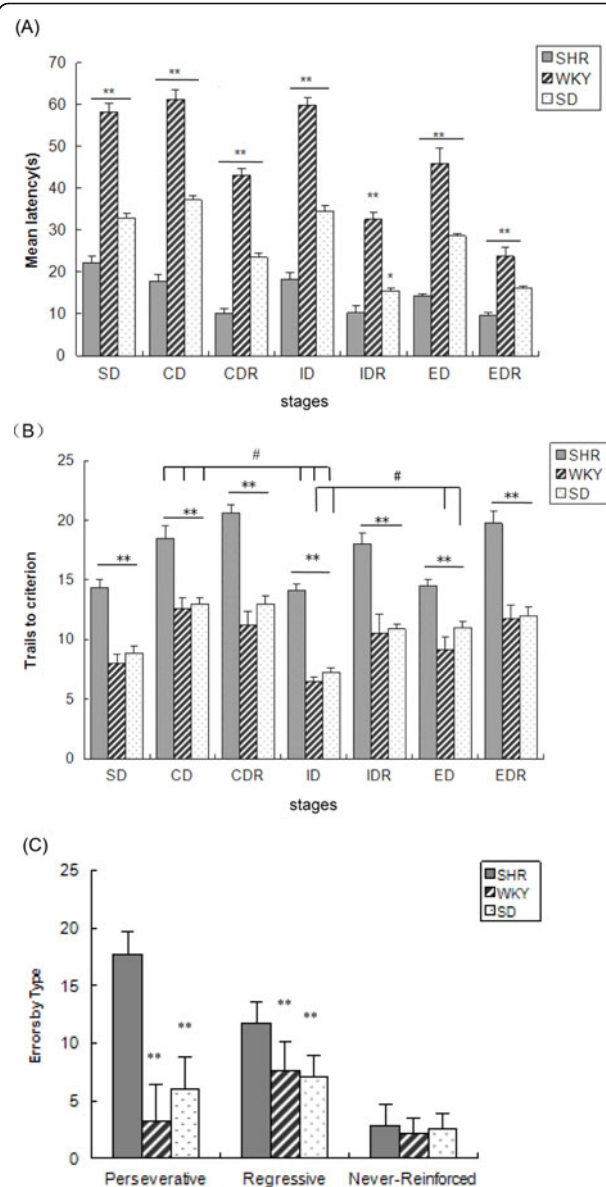 (A)
70
60
50
40
30
20
10
0
Mean latency(s)
** ** ** ** ** * ** **
SHR
WKY
SD
SD CD CDR ID IDR ED EDR
stages
(B)
25
20
15
10
5
0
Trails to criterion
# #
** ** ** ** ** ** **
SHR
WKY
SD
SD CD CDR ID IDR ED EDR
stages
(C)
25
20
15
10
5
0
Errorsby Type
** ** ** **
SHR
WKY
SD
Perseverative Regressive Never-Reinforced